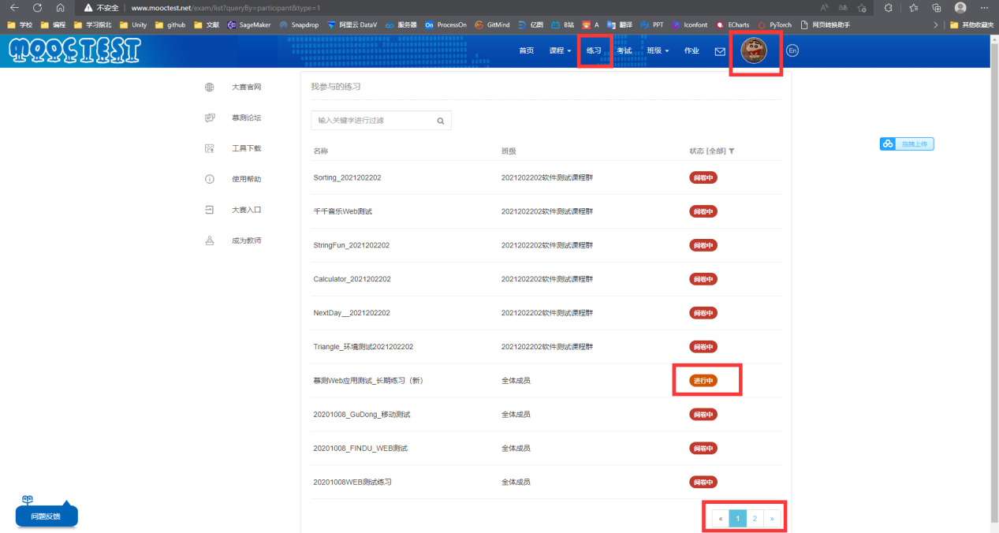 不安全 www.mooctest.net/exam/list?queryBy=participant&type=1
学校 编程 学习指北 Unity github 文献 SageMaker Snapdrop 阿里云 DataV 服务器 ProcessOn GitMind 亿图 B站 A 翻译 PPT Iconfont ECharts PyTorch 网页转换助手 其他收藏夹
MOOCTEST 首页 课程 练习 考试 班级 作业 En
大赛官网
慕测论坛
工具下载
使用帮助
大赛入口
成为教师
我参与的练习
输入关键字进行过滤
名称 班级 状态 [全部]
Sorting_2021202202 2021202202软件测试课程群 阅卷中
千千音乐Web测试 2021202202软件测试课程群 阅卷中
StringFun_2021202202 2021202202软件测试课程群 阅卷中
Calculator_2021202202 2021202202软件测试课程群 阅卷中
NextDay__2021202202 2021202202软件测试课程群 阅卷中
Triangle_环境测试2021202202 2021202202软件测试课程群 阅卷中
慕测Web应用测试_长期练习（新） 全体成员 进行中
20201008_GuDong_移动测试 全体成员 阅卷中
20201008_FINDU_WEB测试 全体成员 阅卷中
20201008WEB测试练习 全体成员 阅卷中
« 1 2 »
拖拽上传
问题反馈